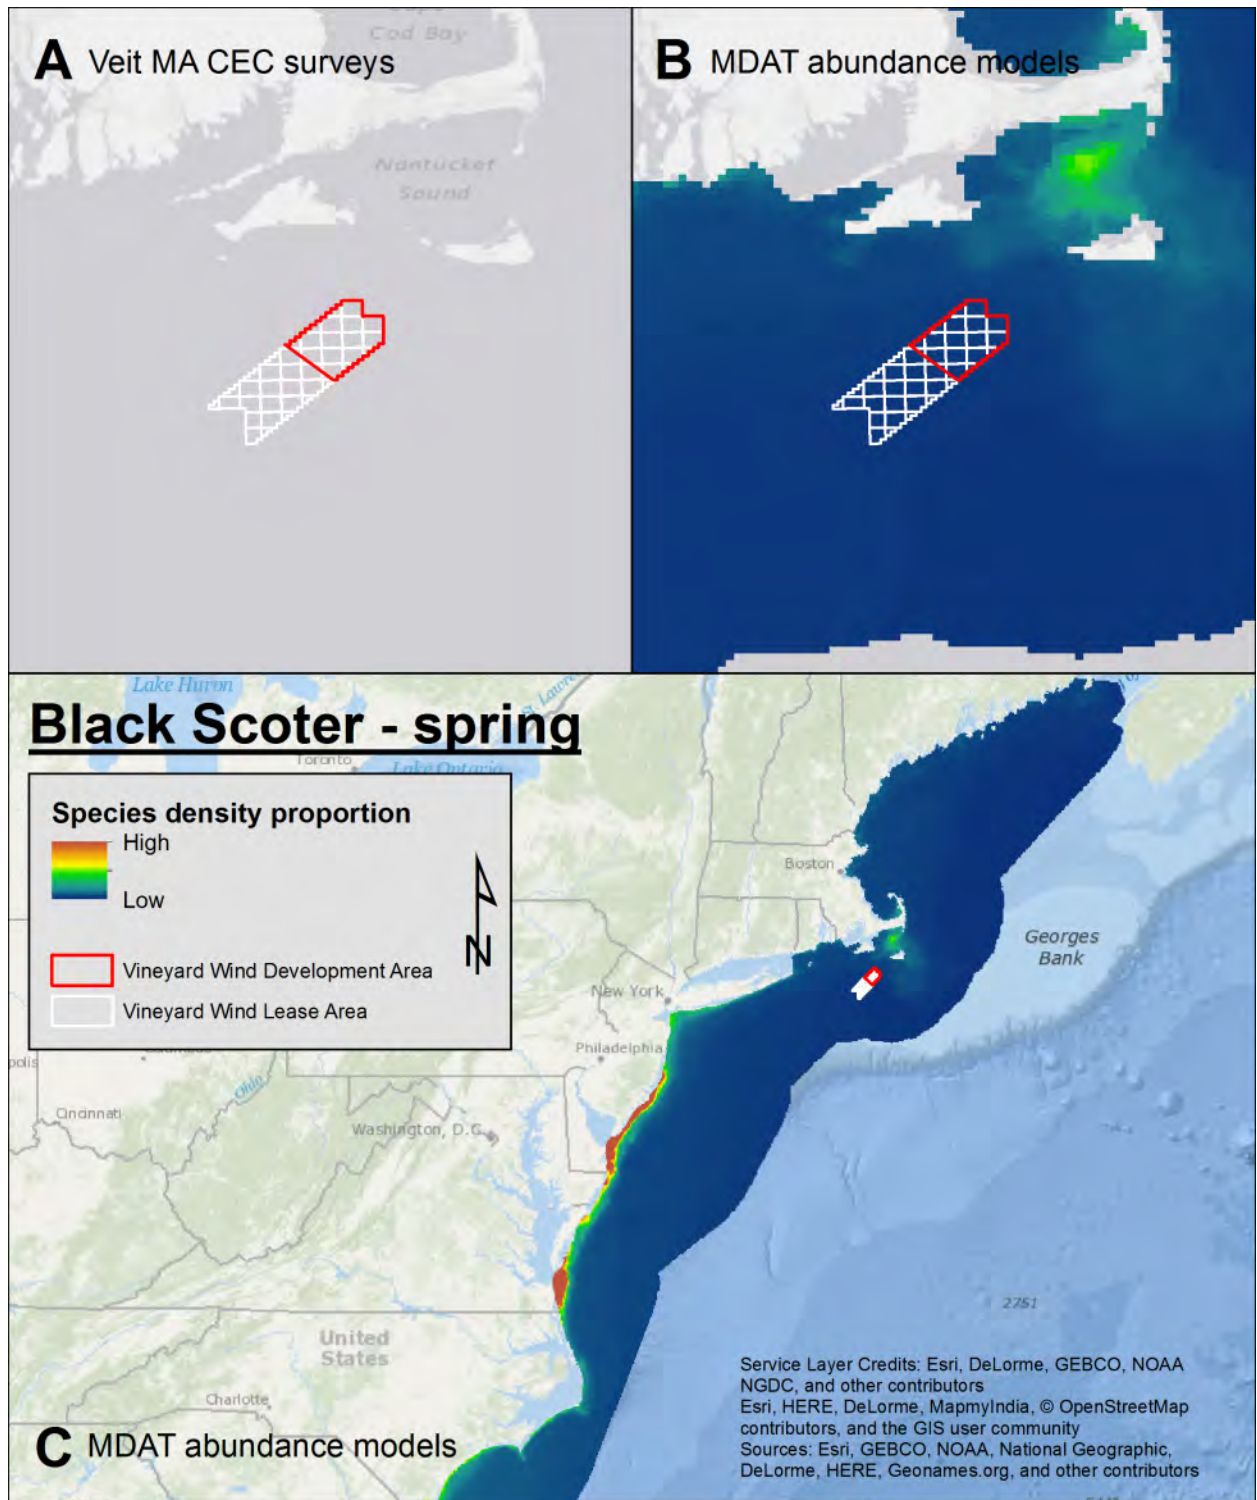 Cod Bay
A Veit MA CEC surveys
Nantucket
Sound
B MDAT abundance models
Lake Huron
St. Lawre
Black Scoter - spring
Toronto
Lake Ontario
Species density proportion
High
Low
N
Vineyard Wind Development Area
Vineyard Wind Lease Area
Boston
Georges
Bank
New York
Philadelphia
polis
Columbus
Ohio
Cincinnati
Washington, D.C.
2751
United
States
Charlotte
C MDAT abundance models
Service Layer Credits: Esri, DeLorme, GEBCO, NOAA
NGDC, and other contributors
Esri, HERE, DeLorme, MapmyIndia, © OpenStreetMap
contributors, and the GIS user community
Sources: Esri, GEBCO, NOAA, National Geographic,
DeLorme, HERE, Geonames.org, and other contributors